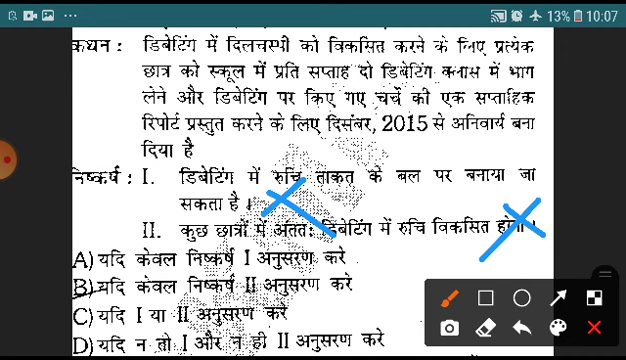 13% 10:07
कथन : डिबेटिंग में दिलचस्पी को विकसित करने के लिए प्रत्येक
छात्र को स्कूल में प्रति सप्ताह दो डिबेटिंग क्लास में भाग
लेने और डिबेटिंग पर किए गए चर्चे की एक सप्ताहिक
रिपोर्ट प्रस्तुत करने के लिए दिसंबर, 2015 से अनिवार्य बना
दिया है
निष्कर्ष : I. डिबेटिंग में रुचि ताकत के बल पर बनाया जा
सकता है।
II. कुछ छात्रों में अंततः डिबेटिंग में रुचि विकसित होगा।
A) यदि केवल निष्कर्ष I अनुसरण करे
B) यदि केवल निष्कर्ष II अनुसरण करे
C) यदि I या II अनुसरण करे
D) यदि न तो I और न ही II अनुसरण करे